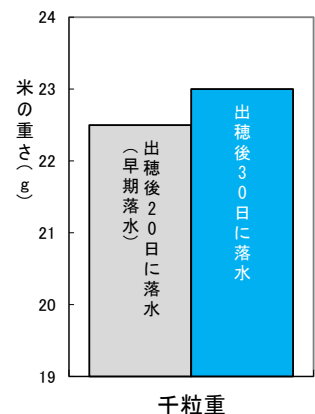 24
23
22
21
20
19
米の重さ(g)
出穂後20日に落水
(早期落水)
出穂後30日に落水
千粒重